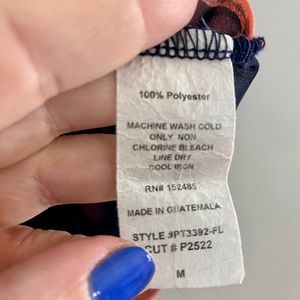 100% Polyester
MACHINE WASH COLD
ONLY NON
CHLORINE BLEACH
LINE DRY
COOL IRON
RN# 152485
MADE IN GUATEMALA
STYLE #PT3392-FL
CUT # P2522
M